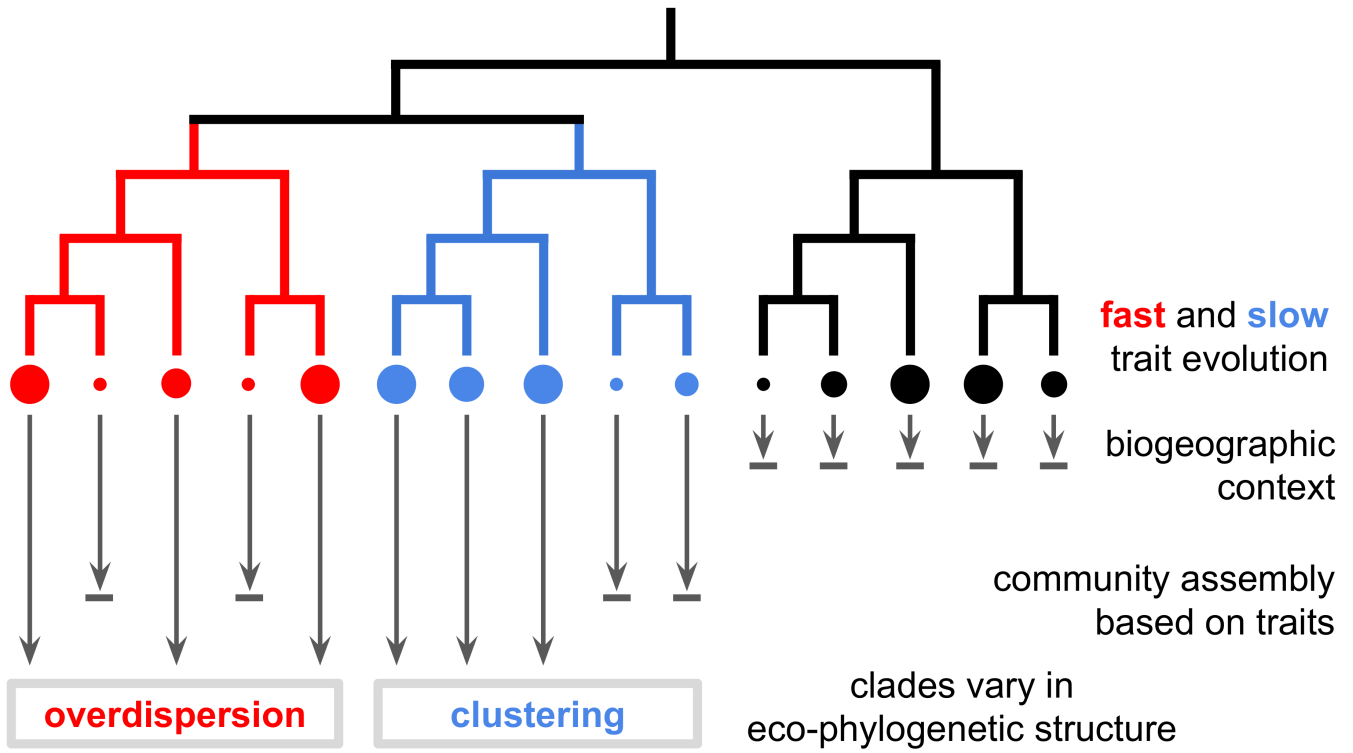 fast and slow
trait evolution
biogeographic
context
community assembly
based on traits
overdispersion
clustering
clades vary in
eco-phylogenetic structure